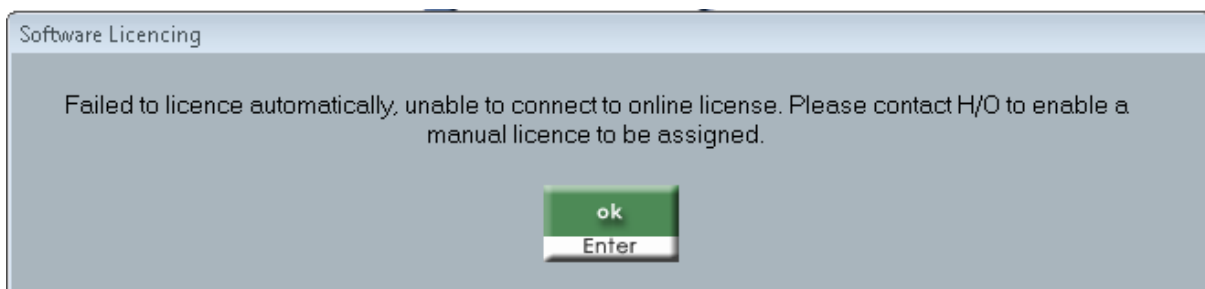 Software Licencing
Failed to licence automatically, unable to connect to online license. Please contact H/O to enable a
manual licence to be assigned.
ok
Enter